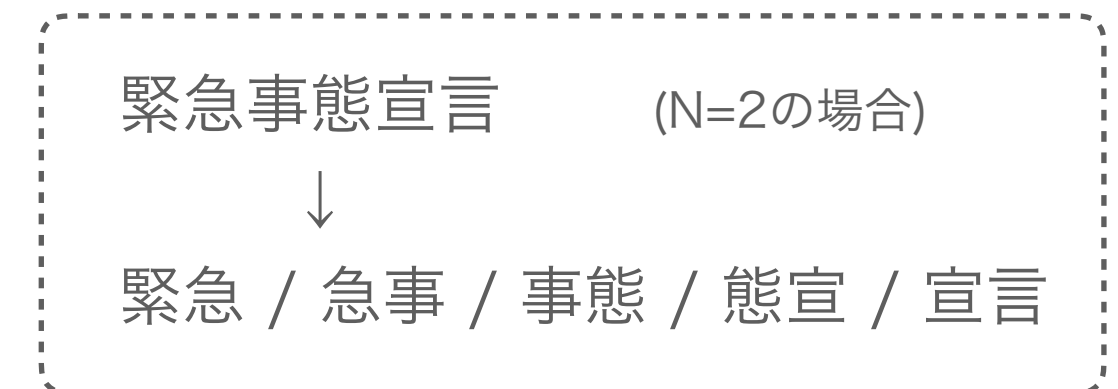 緊急事態宣言 (N=2の場合)
↓
緊急 / 急事 / 事態 / 態宣 / 宣言